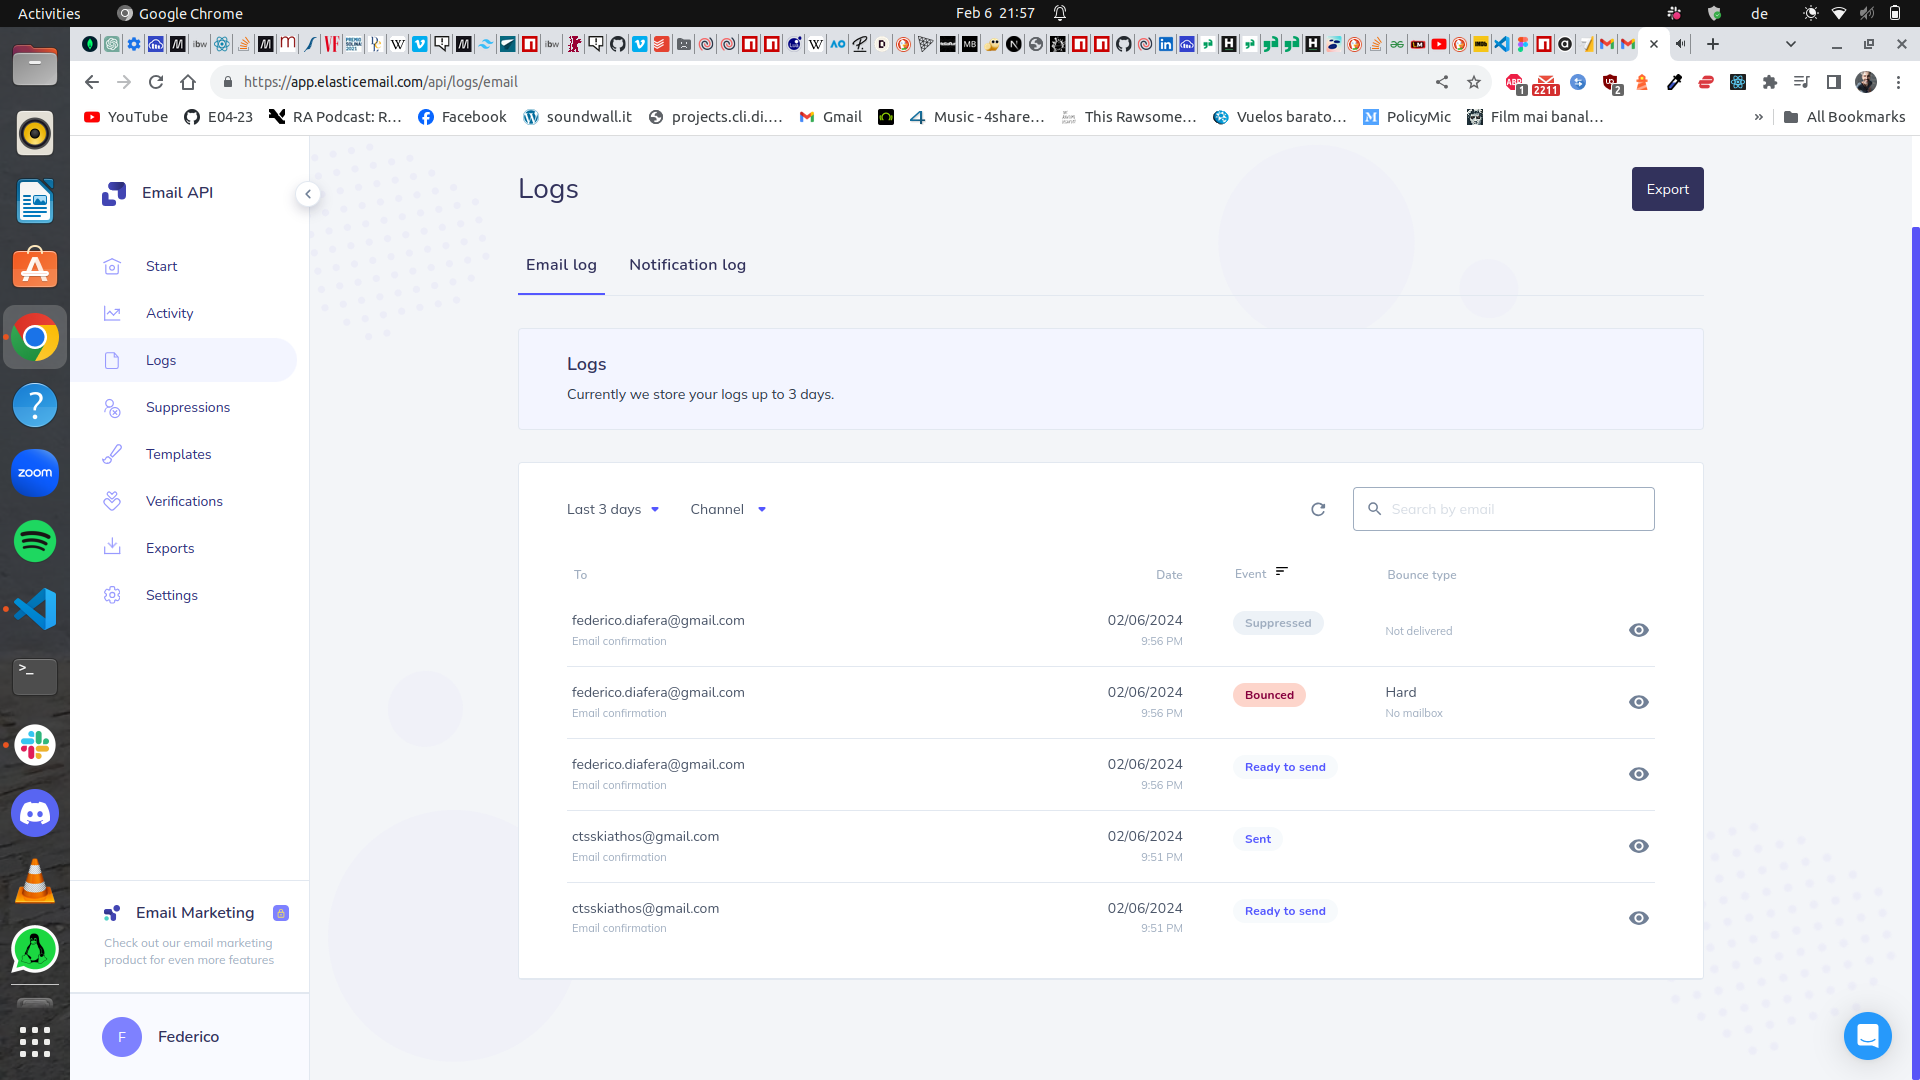 Activities
Google Chrome
Feb 6 21:57
de
https://app.elasticemail.com/api/logs/email
1
2211
2
YouTube
E04-23
RA Podcast: R...
Facebook
soundwall.it
projects.cli.di....
Gmail
Music - 4share...
This Rawsome...
Vuelos barato...
PolicyMic
Film mai banal...
»
All Bookmarks
Email API
Start
Activity
Logs
Suppressions
Templates
Verifications
Exports
Settings
Email Marketing
Check out our email marketing
product for even more features
F
Federico
zoom
Logs
Export
Email log
Notification log
Logs
Currently we store your logs up to 3 days.
Last 3 days
Channel
Search by email
To
Date
Event
Bounce type
federico.diafera@gmail.com
02/06/2024
Suppressed
Email confirmation
9:56 PM
Not delivered
federico.diafera@gmail.com
02/06/2024
Bounced
Hard
Email confirmation
9:56 PM
No mailbox
federico.diafera@gmail.com
02/06/2024
Ready to send
Email confirmation
9:56 PM
ctsskiathos@gmail.com
02/06/2024
Sent
Email confirmation
9:51 PM
ctsskiathos@gmail.com
02/06/2024
Ready to send
Email confirmation
9:51 PM